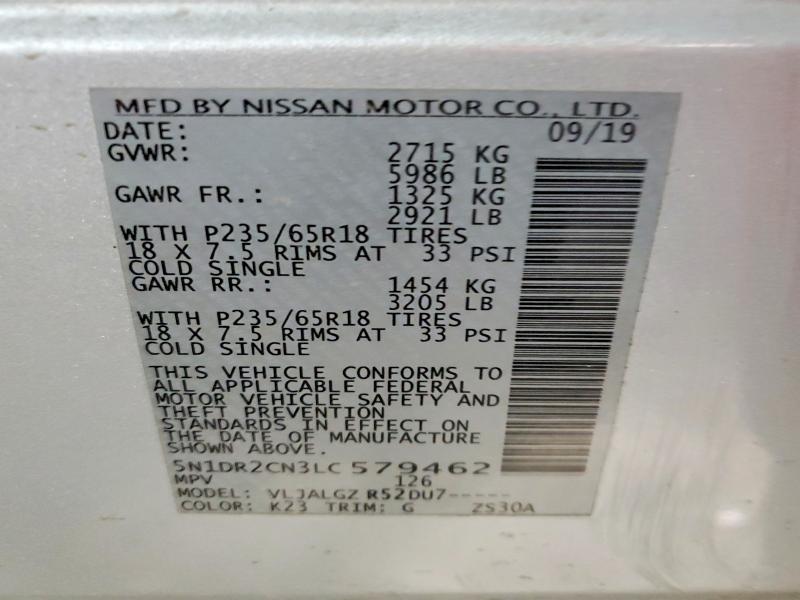 MFD BY NISSAN MOTOR CO., LTD.
DATE: 09/19
GVWR: 2715 KG
5986 LB
GAWR FR.: 1325 KG
2921 LB
WITH P235/65R18 TIRES
18 X 7.5 RIMS AT 33 PSI
COLD SINGLE
GAWR RR.: 1454 KG
3205 LB
WITH P235/65R18 TIRES
18 X 7.5 RIMS AT 33 PSI
COLD SINGLE
THIS VEHICLE CONFORMS TO
ALL APPLICABLE FEDERAL
MOTOR VEHICLE SAFETY AND
THEFT PREVENTION
STANDARDS IN EFFECT ON
THE DATE OF MANUFACTURE
SHOWN ABOVE.
5N1DR2CN3LC579462
MPV 126
MODEL: VLJALGZ R52DU7-----
COLOR: K23 TRIM: G ZS30A